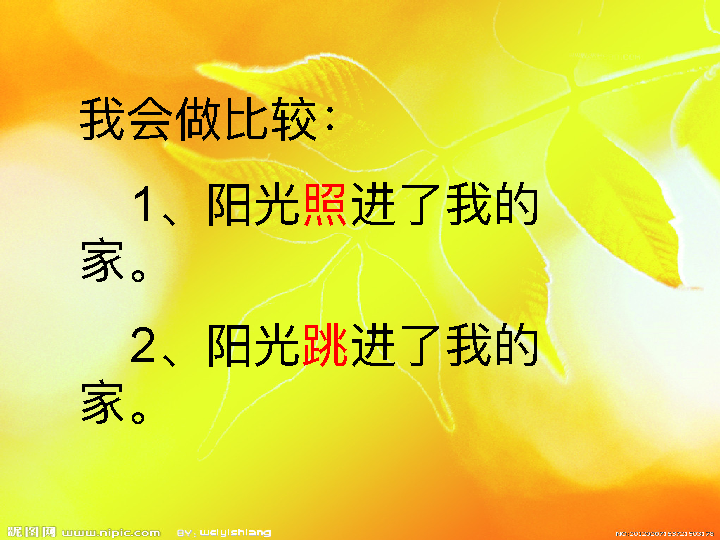 我会做比较：
1、阳光照进了我的
家。
2、阳光跳进了我的
家。
昵图网 www.nipic.com By: weiyichiang